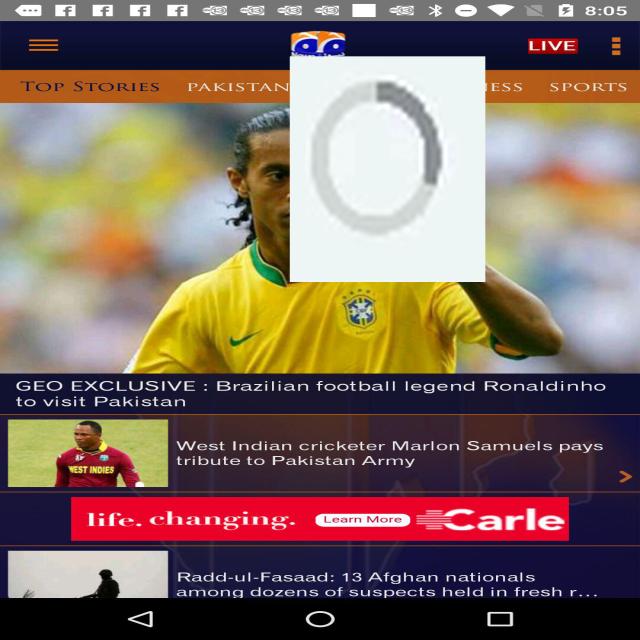 8:05
LIVE
TOP STORIES PAKISTAN ESS SPORTS
GEO EXCLUSIVE : Brazilian football legend Ronaldinho
to visit Pakistan
WEST INDIES
West Indian cricketer Marlon Samuels pays
tribute to Pakistan Army
life. changing. Learn More Carle
Radd-ul-Fasaad: 13 Afghan nationals
among dozens of suspects held in fresh r...